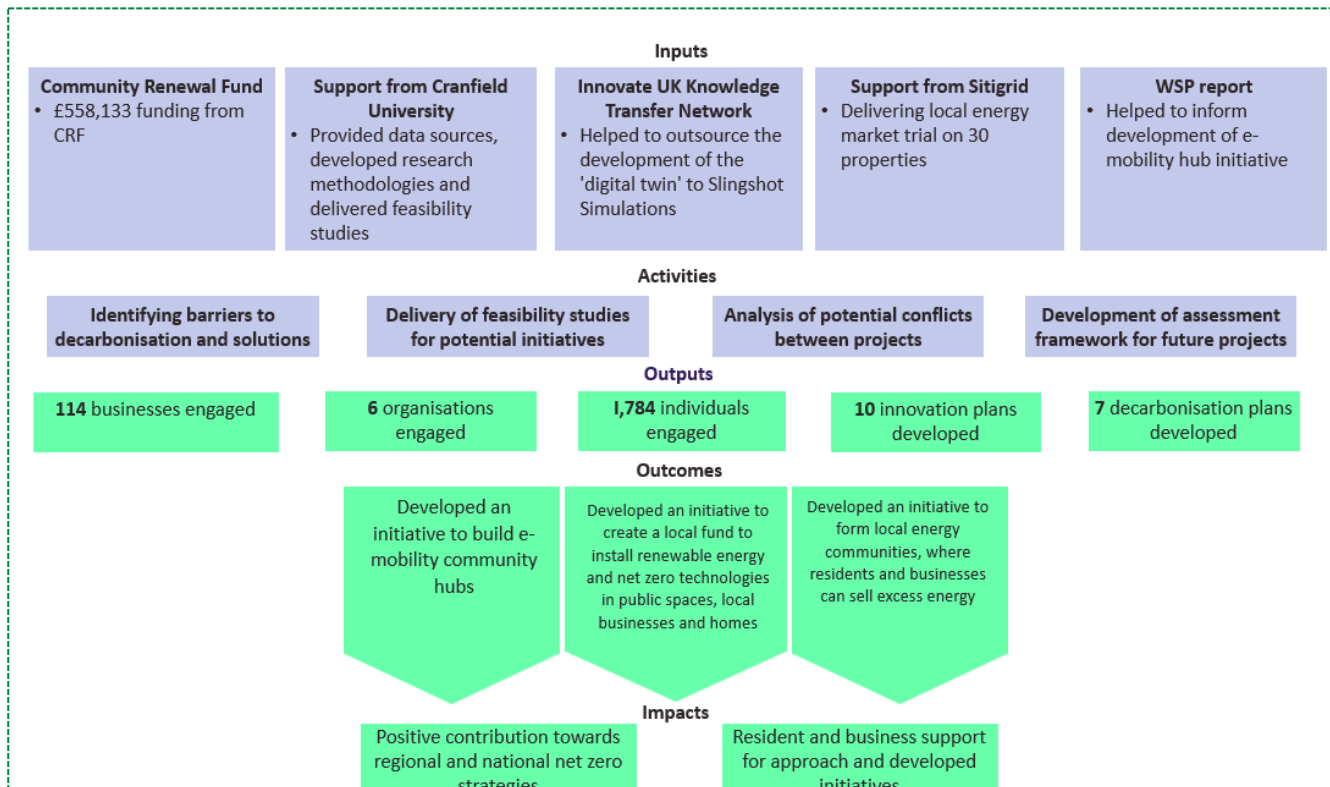 Inputs
Community Renewal Fund
• £558,133 funding from
CRF
Support from Cranfield
University
• Provided data sources,
developed research
methodologies and
delivered feasibility
studies
Innovate UK Knowledge
Transfer Network
• Helped to outsource the
development of the
'digital twin' to Slingshot
Simulations
Support from Sitigrid
• Delivering local energy
market trial on 30
properties
WSP report
• Helped to inform
development of e-
mobility hub initiative
Activities
Identifying barriers to
decarbonisation and solutions
Delivery of feasibility studies
for potential initiatives
Analysis of potential conflicts
between projects
Development of assessment
framework for future projects
Outputs
114 businesses engaged
6 organisations
engaged
1,784 individuals
engaged
10 innovation plans
developed
7 decarbonisation plans
developed
Outcomes
Developed an
initiative to build e-
mobility community
hubs
Developed an initiative to
create a local fund to
install renewable energy
and net zero technologies
in public spaces, local
businesses and homes
Developed an initiative to
form local energy
communities, where
residents and businesses
can sell excess energy
Impacts
Positive contribution towards
regional and national net zero
strategies
Resident and business support
for approach and developed
initiatives